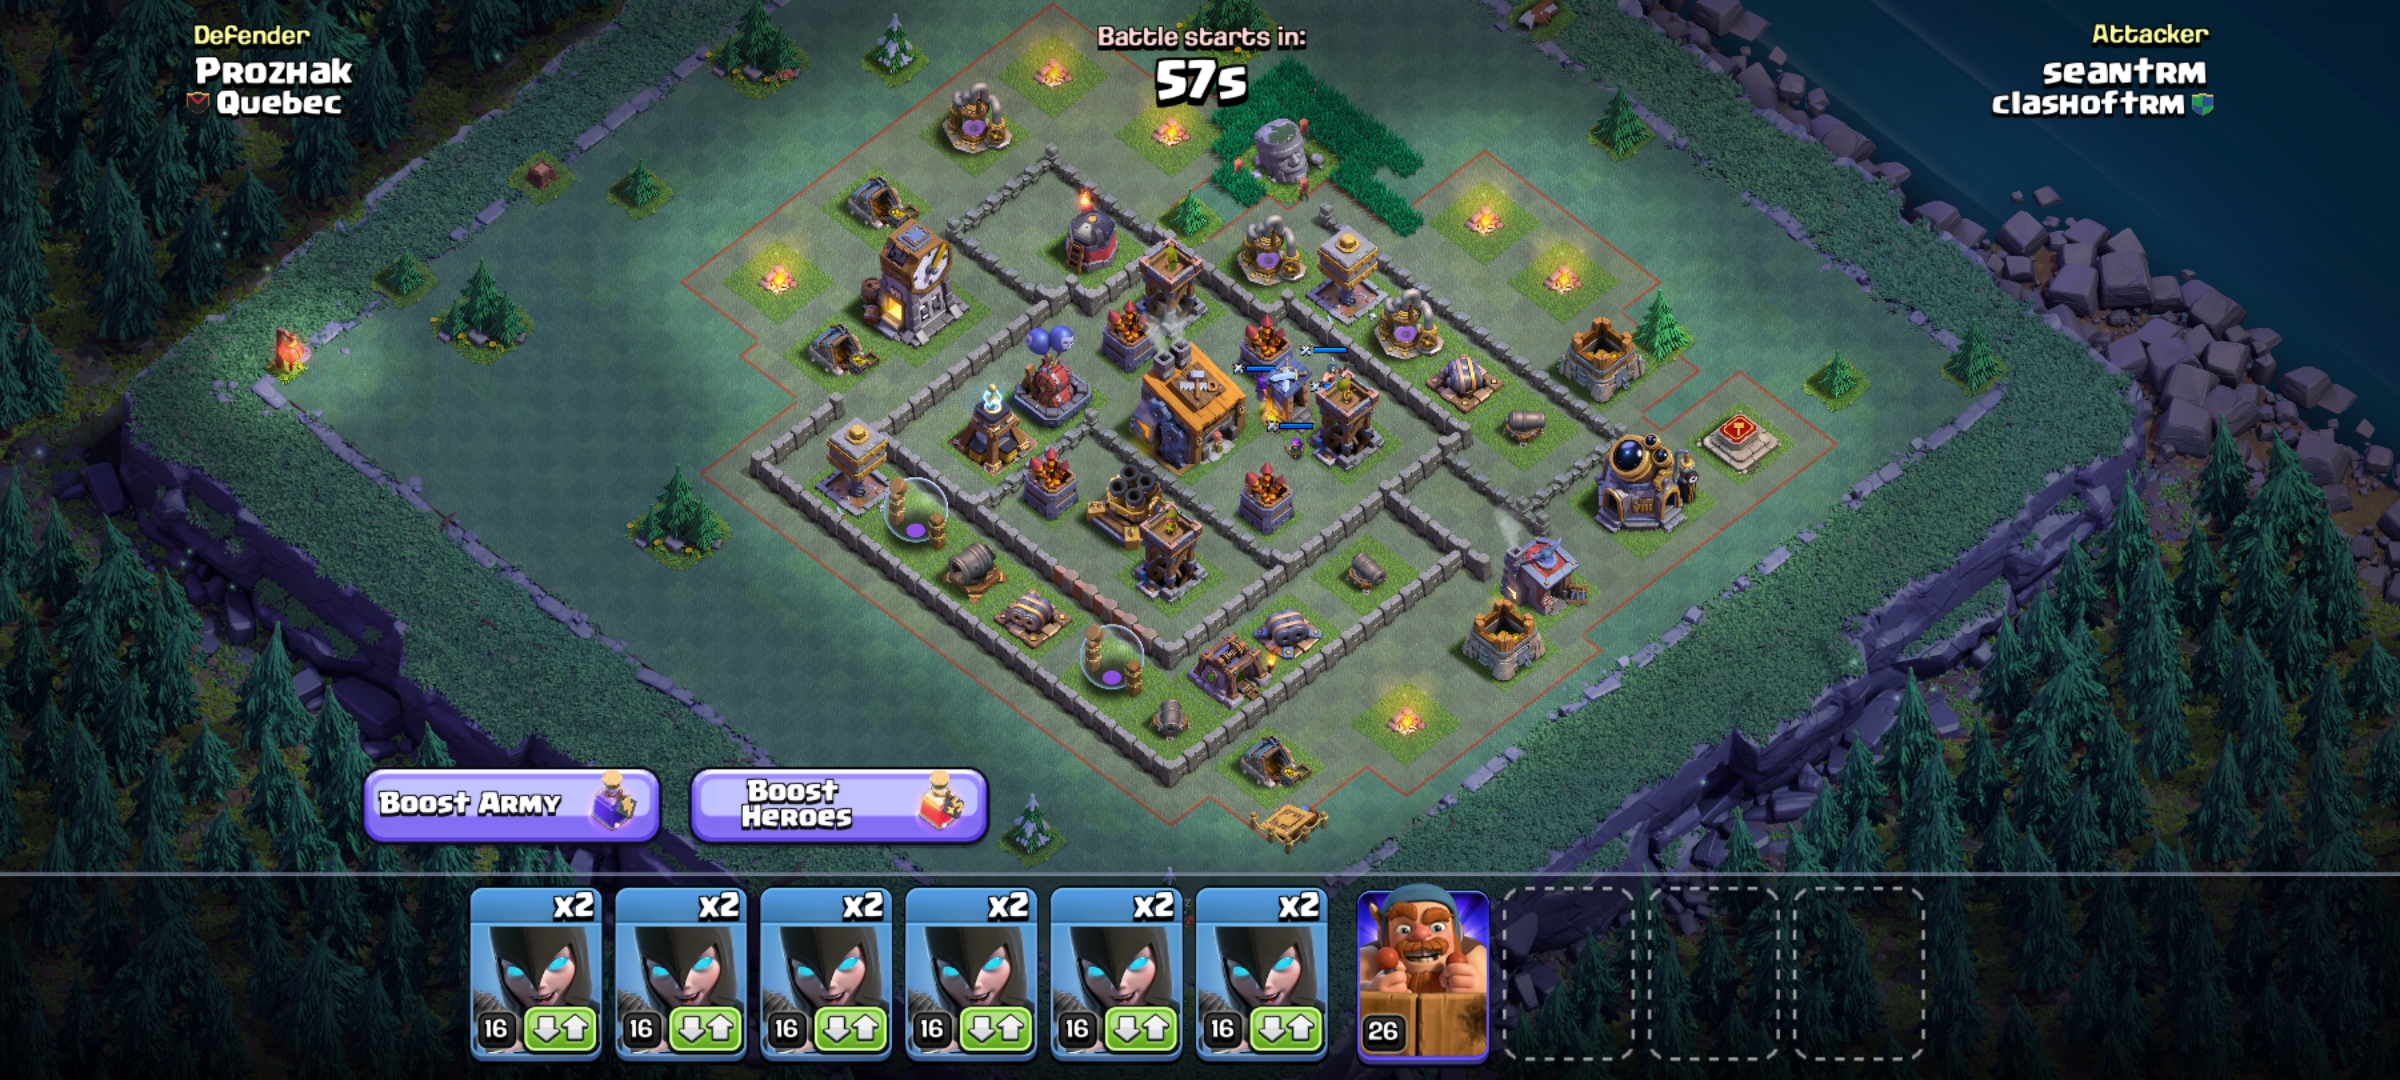 Defender
Prozhak
Quebec
Battle starts in:
57s
Attacker
seantRM
clashoftRM
VIII
Boost Army
Boost Heroes
x2
x2
x2
x2
x2
x2
16
16
16
16
16
16
26